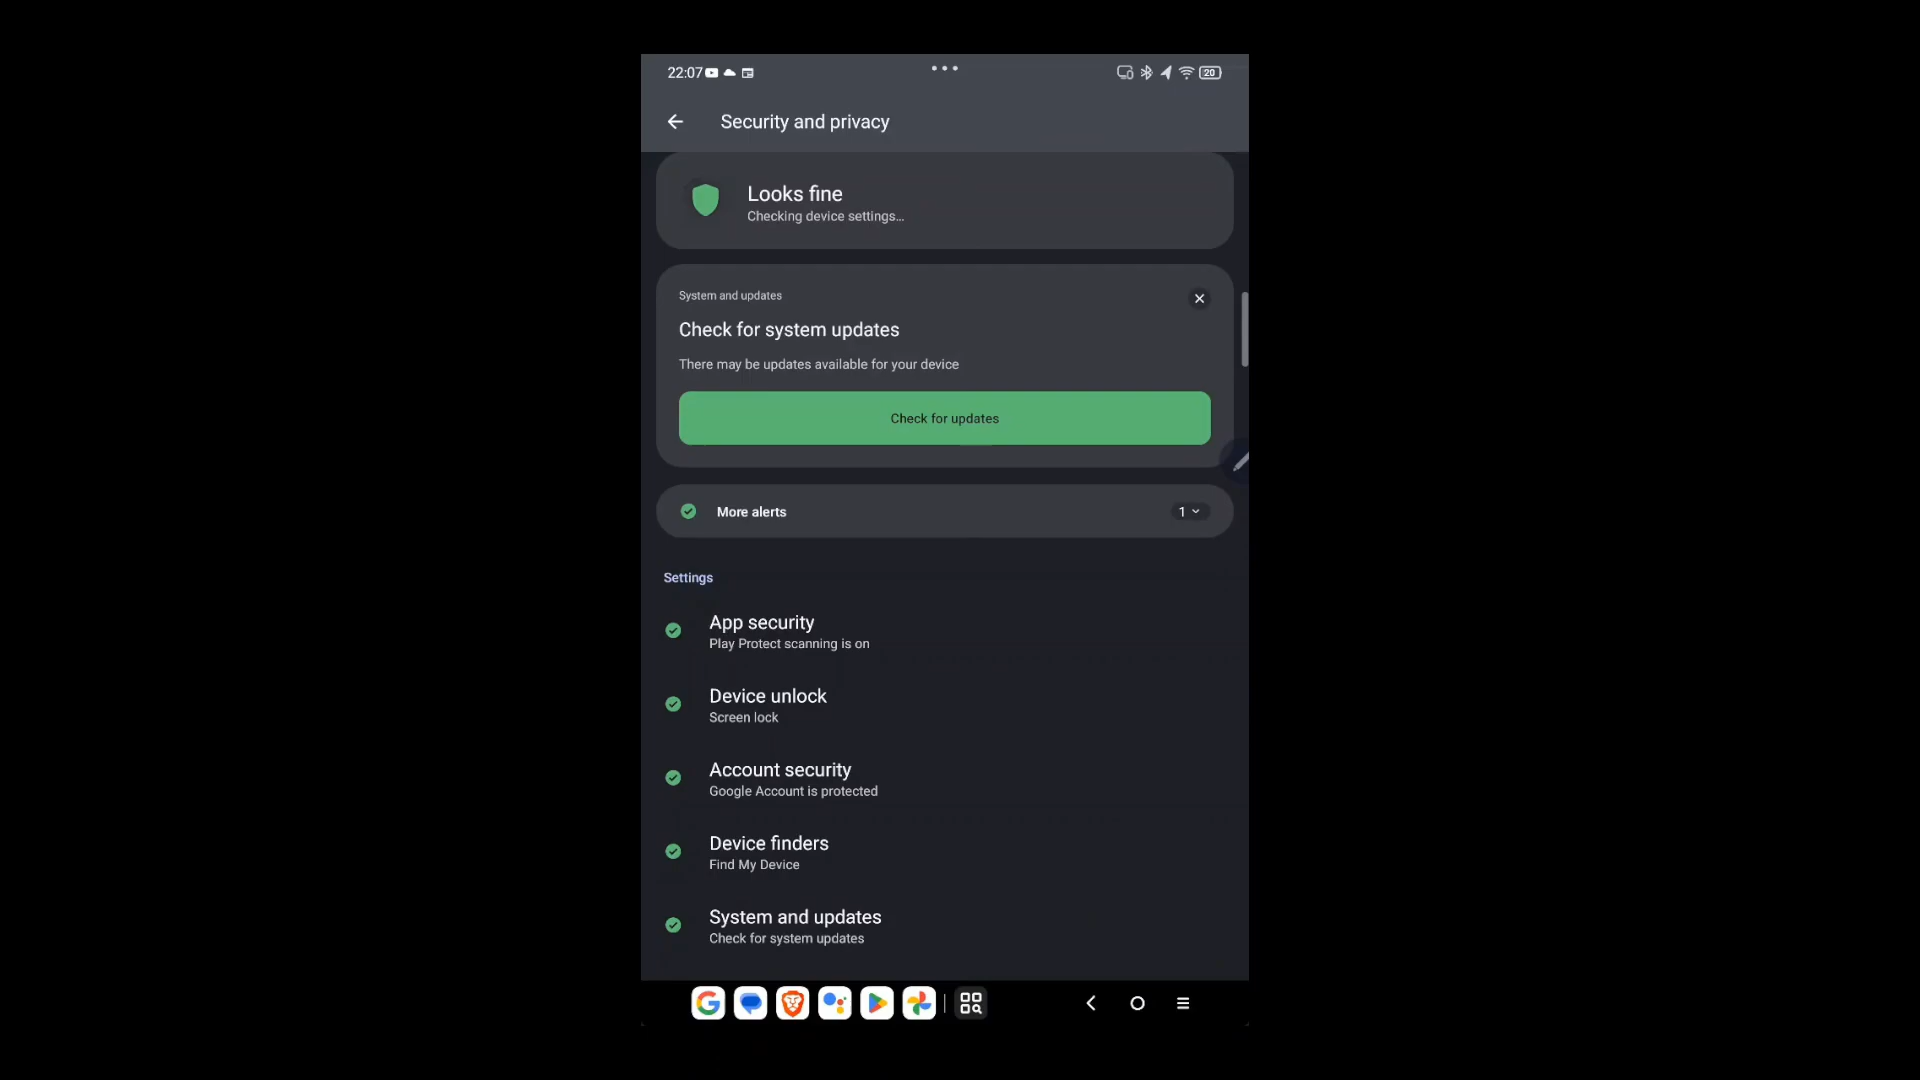 22:07
20
Security and privacy
Looks fine
Checking device settings...
System and updates
Check for system updates
There may be updates available for your device
Check for updates
More alerts
1
Settings
App security
Play Protect scanning is on
Device unlock
Screen lock
Account security
Google Account is protected
Device finders
Find My Device
System and updates
Check for system updates